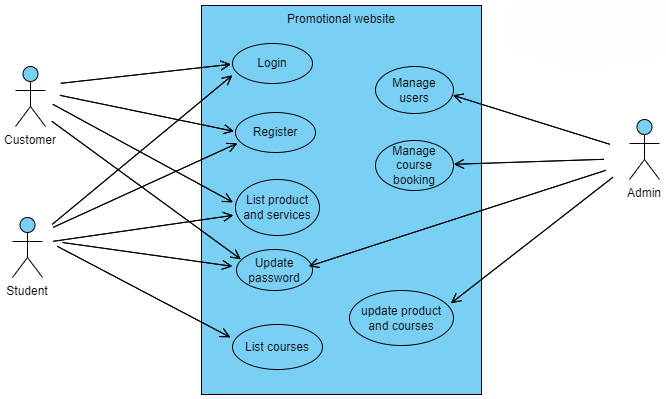 Promotional website
Login
Manage
users
Customer
Register
Manage
course
booking
Admin
List product
and services
Student
Update
password
update product
and courses
List courses